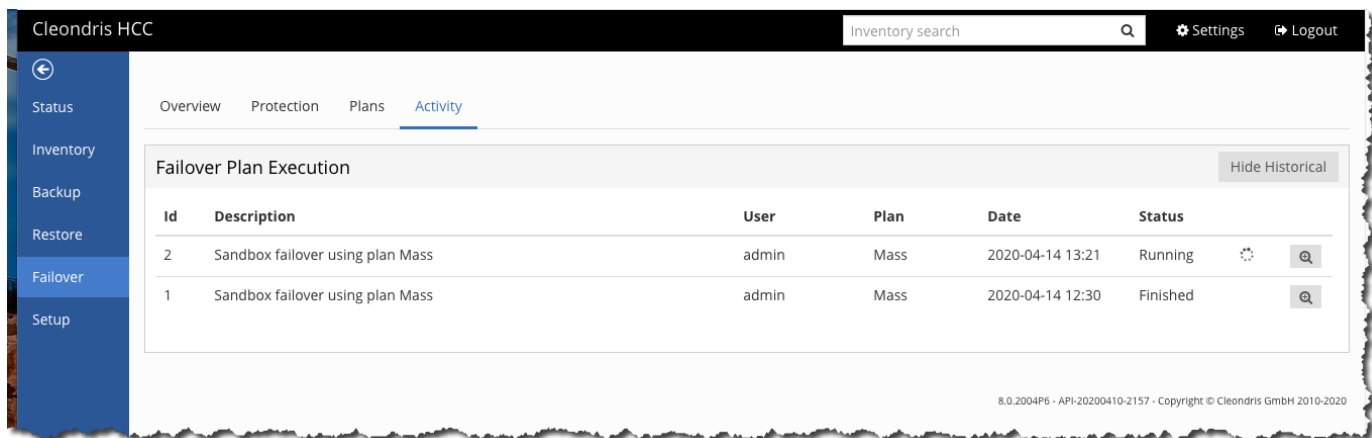 Cleondris HCC
Inventory search
Settings
Logout
Status
Inventory
Backup
Restore
Failover
Setup
Overview Protection Plans Activity
Failover Plan Execution
Hide Historical
Id Description User Plan Date Status
2 Sandbox failover using plan Mass admin Mass 2020-04-14 13:21 Running
1 Sandbox failover using plan Mass admin Mass 2020-04-14 12:30 Finished
8.0.2004P6 - API-20200410-2157 - Copyright © Cleondris GmbH 2010-2020